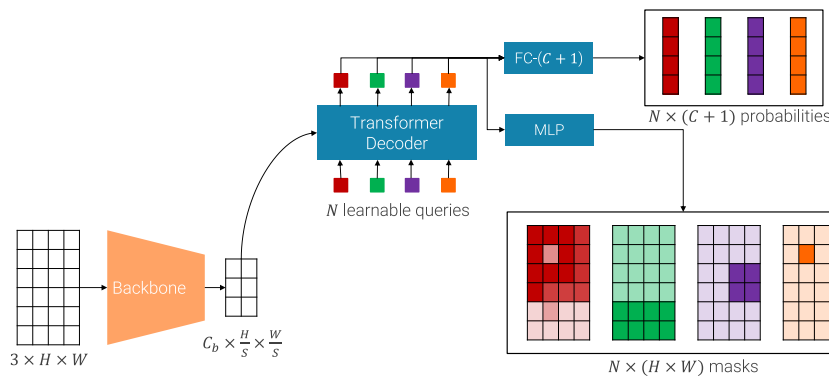 FC-(C + 1)
N × (C + 1) probabilities
Transformer
Decoder
MLP
N learnable queries
Backbone
3 × H × W
C_b × H/S × W/S
N × (H × W) masks